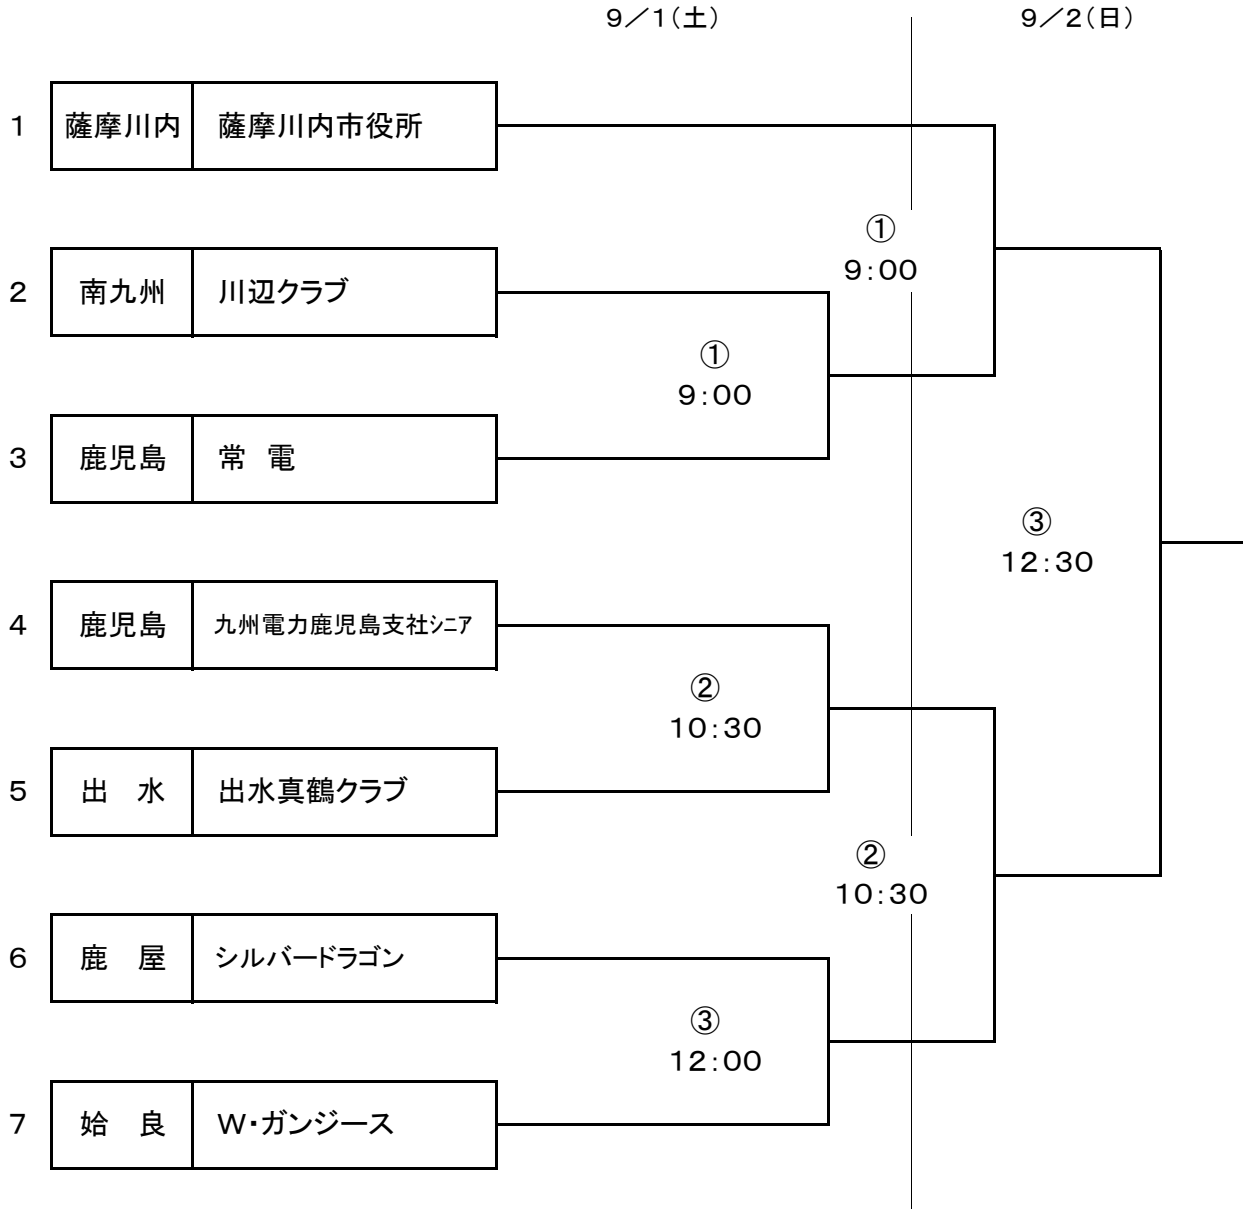 ９／１（土） ９／２（日）
１ 薩摩川内 薩摩川内市役所
①
９：００
２ 南九州 川辺クラブ
①
９：００
３ 鹿児島 常 電
③
１２：３０
４ 鹿児島 九州電力鹿児島支社ｼﾆｱ
②
１０：３０
５ 出 水 出水真鶴クラブ
②
１０：３０
６ 鹿 屋 シルバードラゴン
③
１２：００
７ 姶 良 Ｗ・ガンジース